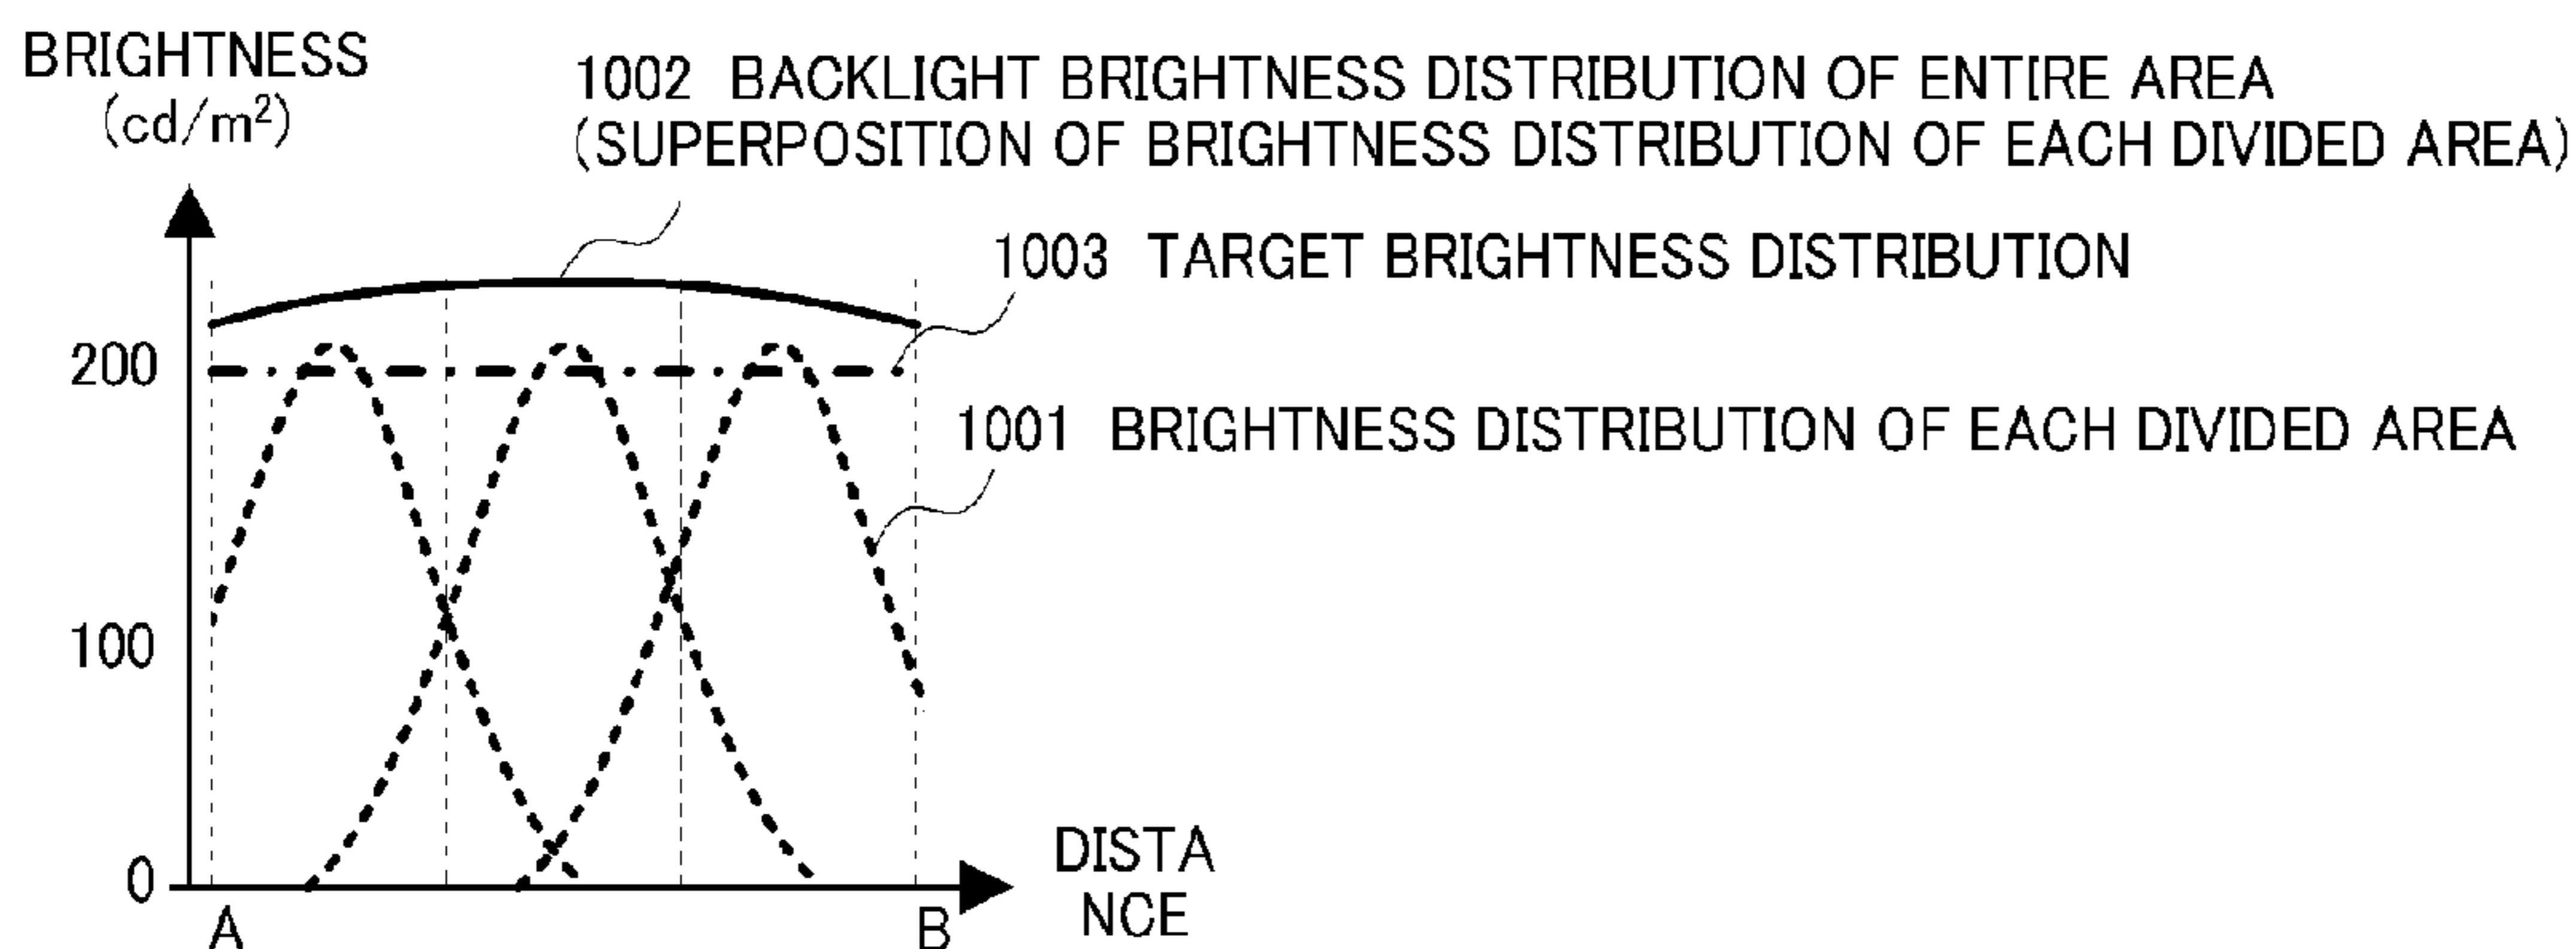 BRIGHTNESS
(cd/m²)
1002 BACKLIGHT BRIGHTNESS DISTRIBUTION OF ENTIRE AREA
(SUPERPOSITION OF BRIGHTNESS DISTRIBUTION OF EACH DIVIDED AREA)
1003 TARGET BRIGHTNESS DISTRIBUTION
200
1001 BRIGHTNESS DISTRIBUTION OF EACH DIVIDED AREA
100
0
DISTA
NCE
A
B